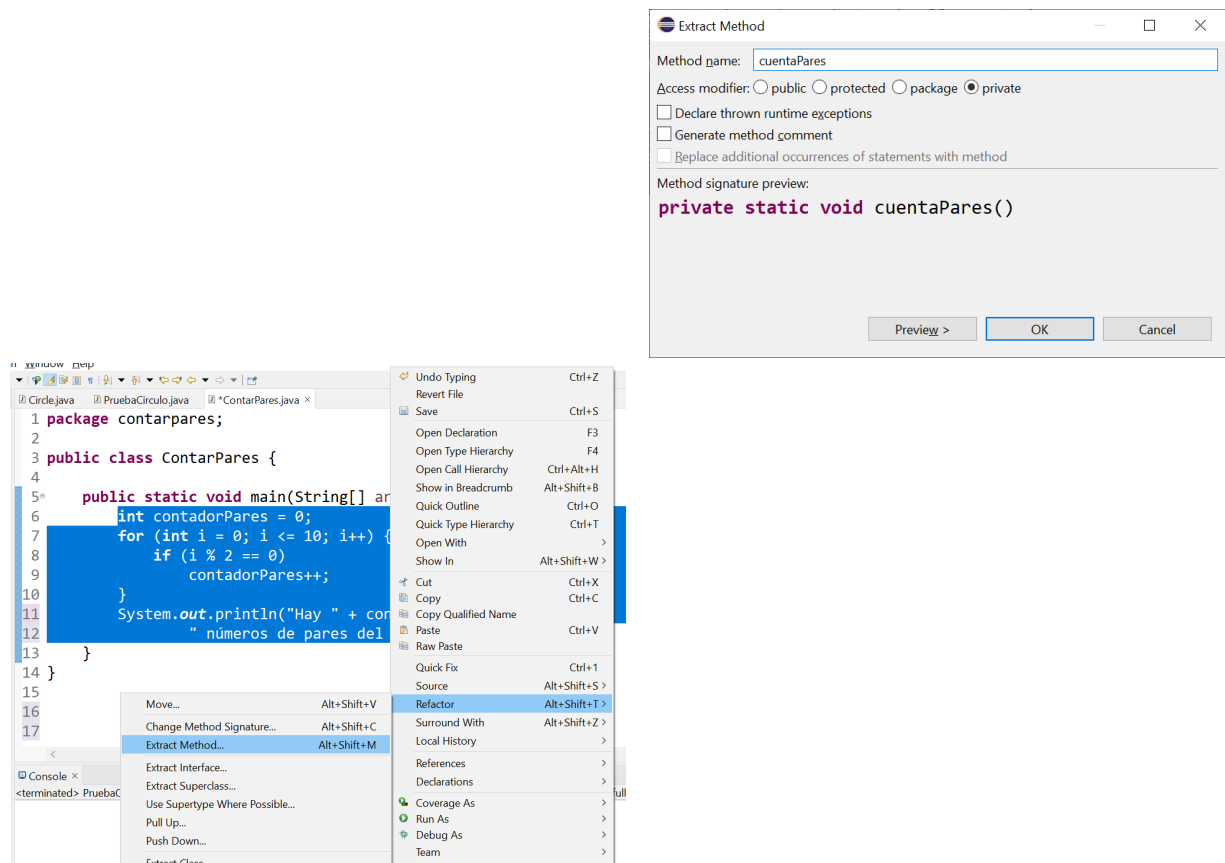 Extract Method
Method name: cuentaPares
Access modifier: public protected package private
Declare thrown runtime exceptions
Generate method comment
Replace additional occurrences of statements with method
Method signature preview:
private static void cuentaPares()
Preview > OK Cancel
Window Help
Circle.java PruebaCirculo.java *ContarPares.java
1 package contarpares;
2
3 public class ContarPares {
4
5 public static void main(String[] ar
6 int contadorPares = 0;
7 for (int i = 0; i <= 10; i++) {
8 if (i % 2 == 0)
9 contadorPares++;
10 }
11 System.out.println("Hay " + con
12 " números de pares del
13 }
14 }
15
16
17
Console
<terminated> PruebaC
Undo Typing Ctrl+Z
Revert File
Save Ctrl+S
Open Declaration F3
Open Type Hierarchy F4
Open Call Hierarchy Ctrl+Alt+H
Show in Breadcrumb Alt+Shift+B
Quick Outline Ctrl+O
Quick Type Hierarchy Ctrl+T
Open With >
Show In Alt+Shift+W >
Cut Ctrl+X
Copy Ctrl+C
Copy Qualified Name
Paste Ctrl+V
Raw Paste
Quick Fix Ctrl+1
Source Alt+Shift+S >
Refactor Alt+Shift+T >
Surround With Alt+Shift+Z >
Local History >
References >
Declarations >
Coverage As >
Run As >
Debug As >
Team >
Move... Alt+Shift+V
Change Method Signature... Alt+Shift+C
Extract Method... Alt+Shift+M
Extract Interface...
Extract Superclass...
Use Supertype Where Possible...
Pull Up...
Push Down...
Extract Class...